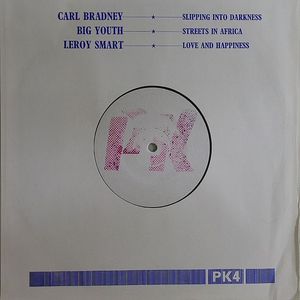 CARL BRADNEY ★ SLIPPING INTO DARKNESS
BIG YOUTH ★ STREETS IN AFRICA
LEROY SMART ★ LOVE AND HAPPINESS
PK
PK4